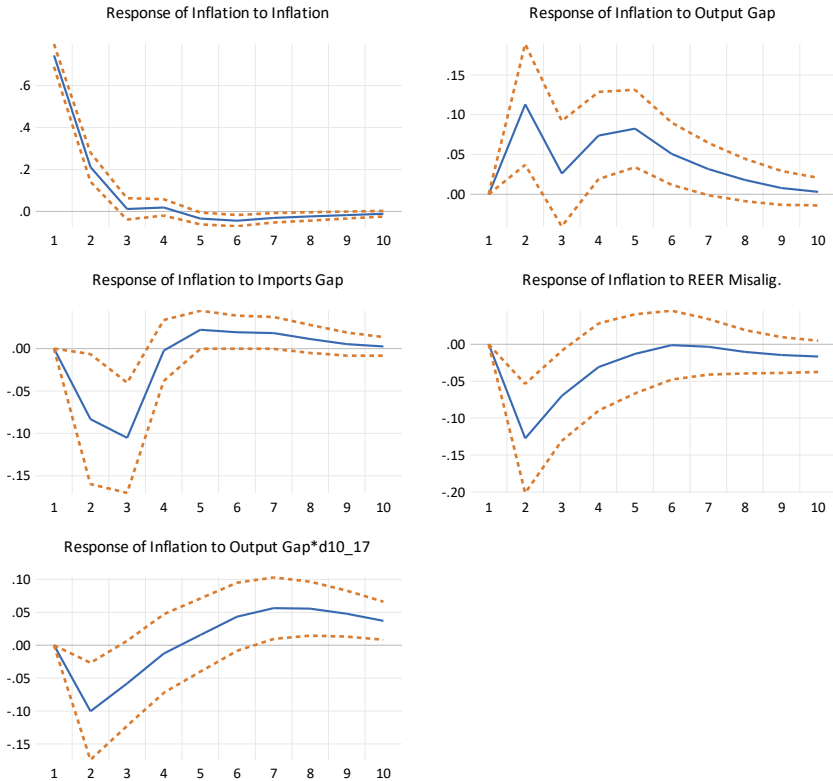 Response of Inflation to Inflation
.6
.4
.2
.0
1 2 3 4 5 6 7 8 9 10
Response of Inflation to Output Gap
.15
.10
.05
.00
1 2 3 4 5 6 7 8 9 10
Response of Inflation to Imports Gap
.00
-.05
-.10
-.15
1 2 3 4 5 6 7 8 9 10
Response of Inflation to REER Misalig.
.00
-.05
-.10
-.15
-.20
1 2 3 4 5 6 7 8 9 10
Response of Inflation to Output Gap*d10_17
.10
.05
.00
-.05
-.10
-.15
1 2 3 4 5 6 7 8 9 10